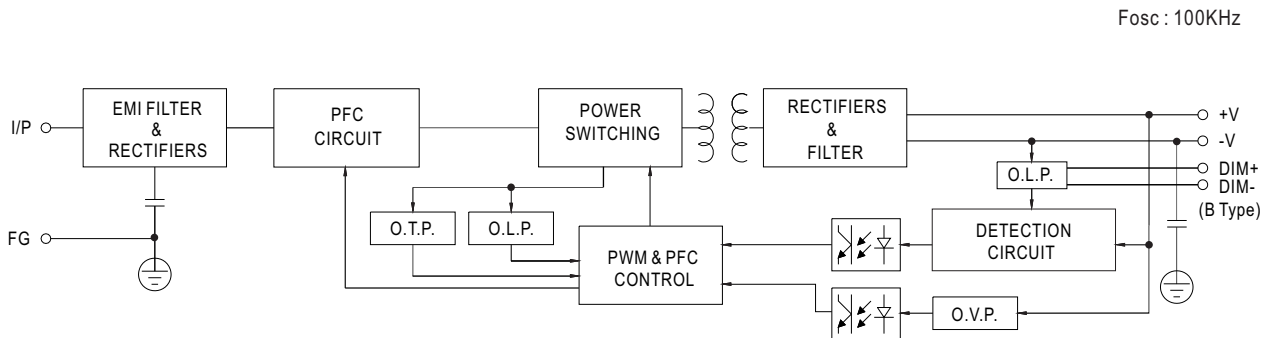 Fosc : 100KHz
I/P
EMI FILTER
&
RECTIFIERS
PFC
CIRCUIT
POWER
SWITCHING
RECTIFIERS
&
FILTER
+V
-V
DIM+
DIM-
(B Type)
O.L.P.
FG
O.T.P.
O.L.P.
PWM & PFC
CONTROL
DETECTION
CIRCUIT
O.V.P.